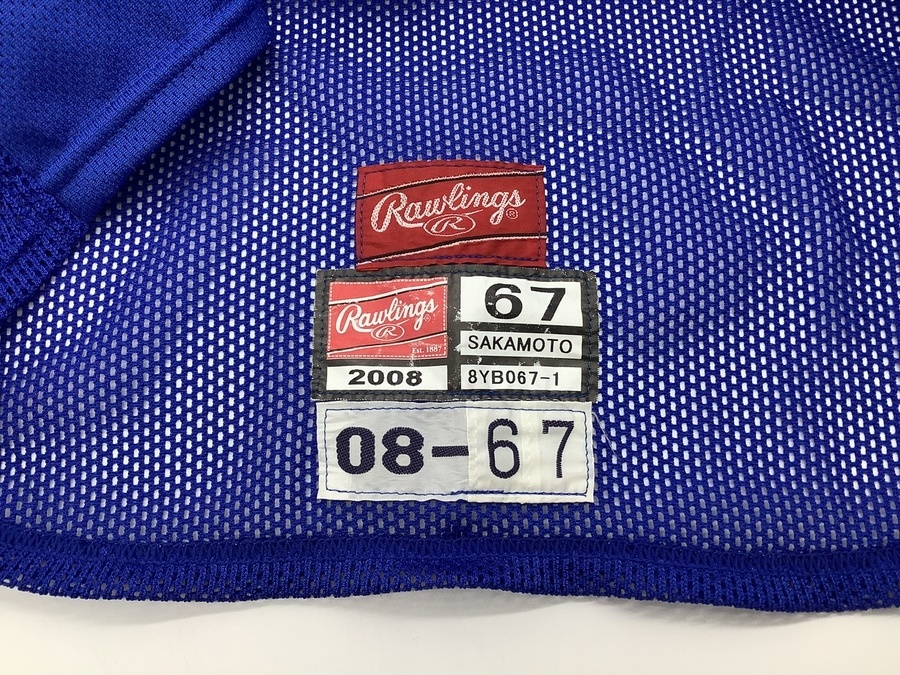 Rawlings®
R
Rawlings®
R
Est. 1887
2008
67
SAKAMOTO
8YB067-1
08-67